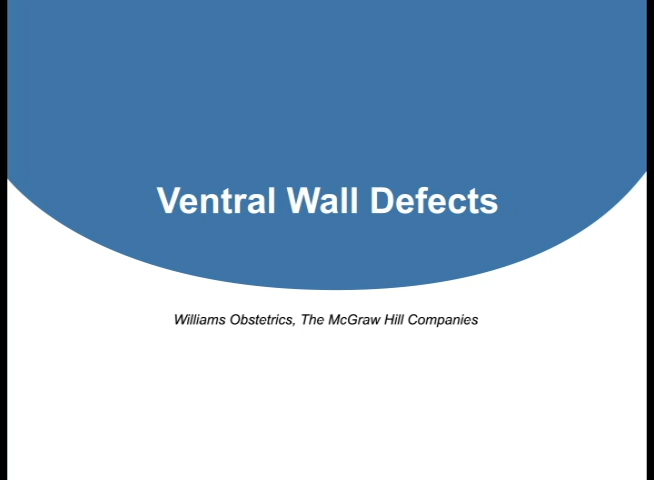 Ventral Wall Defects
Williams Obstetrics, The McGraw Hill Companies